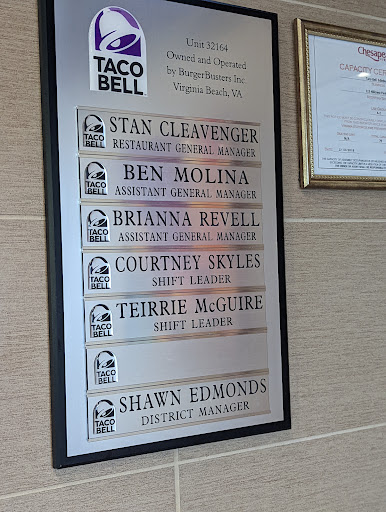 TACO
BELL
Unit 32164
Owned and Operated
by BurgerBusters Inc.
Virginia Beach, VA
TACO
BELL
STAN CLEAVENGER
RESTAURANT GENERAL MANAGER
TACO
BELL
BEN MOLINA
ASSISTANT GENERAL MANAGER
TACO
BELL
BRIANNA REVELL
ASSISTANT GENERAL MANAGER
TACO
BELL
COURTNEY SKYLES
SHIFT LEADER
TACO
BELL
TEIRRIE McGUIRE
SHIFT LEADER
TACO
BELL
TACO
BELL
SHAWN EDMONDS
DISTRICT MANAGER
CAPACITY